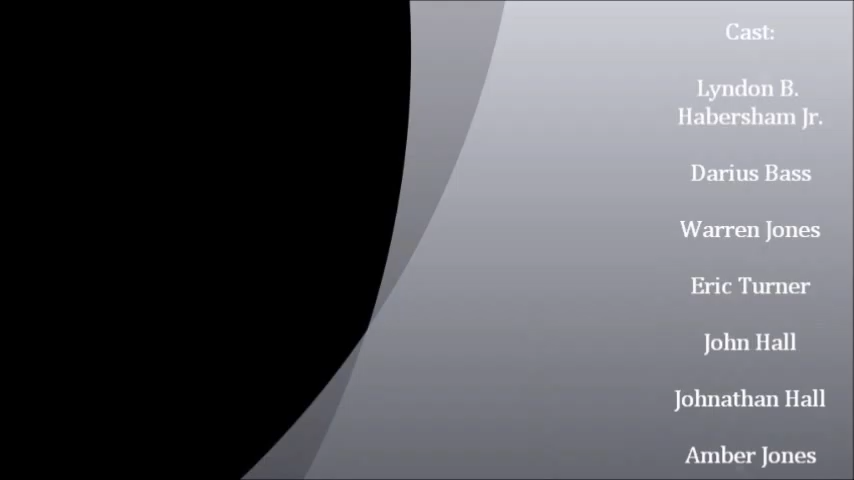 Cast:
Lyndon B.
Habersham Jr.
Darius Bass
Warren Jones
Eric Turner
John Hall
Johnathan Hall
Amber Jones